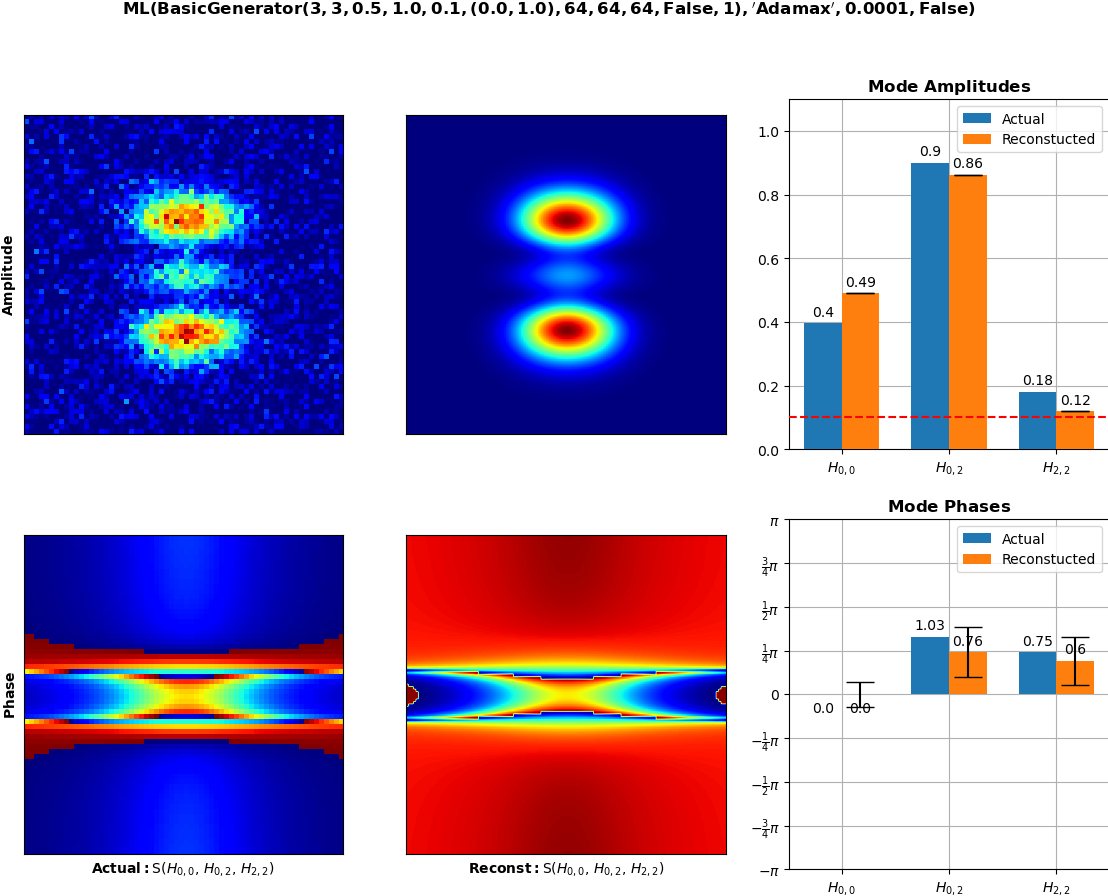 ML(BasicGenerator(3, 3, 0.5, 1.0, 0.1, (0.0, 1.0), 64, 64, 64, False, 1), ′Adamax′, 0.0001, False)
Amplitude
Mode Amplitudes
Actual
Reconstucted
1.0
0.8
0.6
0.4
0.2
0.0
0.4
0.49
0.9
0.86
0.18
0.12
H0,0
H0,2
H2,2
Phase
Actual: S(H0,0, H0,2, H2,2)
Reconst: S(H0,0, H0,2, H2,2)
Mode Phases
Actual
Reconstucted
π
3/4π
1/2π
1/4π
0
−1/4π
−1/2π
−3/4π
−π
0.0
0.0
1.03
0.76
0.75
0.6
H0,0
H0,2
H2,2